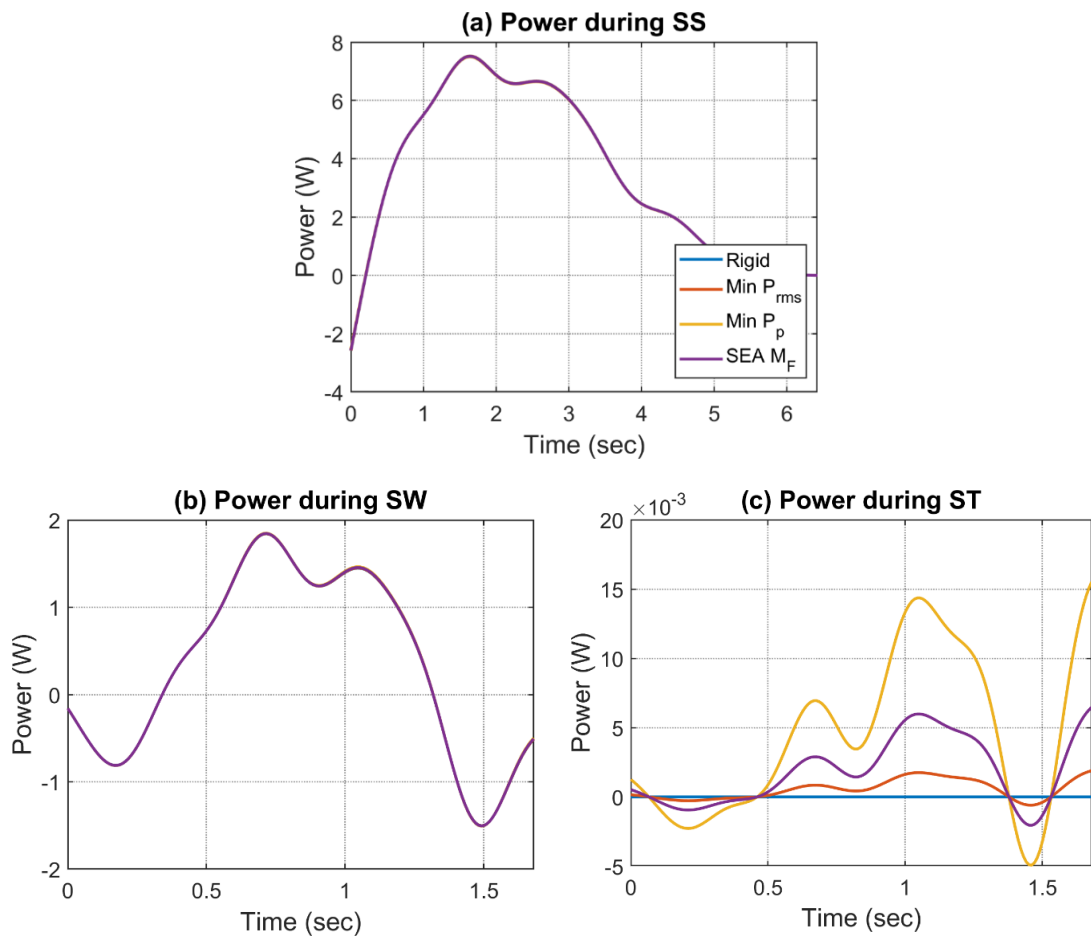 (a) Power during SS
8
6
4
2
0
-2
-4
Power (W)
0 1 2 3 4 5 6
Time (sec)
Rigid
Min P_rms
Min P_p
SEA M_F
(b) Power during SW
2
1
0
-1
-2
Power (W)
0 0.5 1 1.5
Time (sec)
(c) Power during ST
×10^-3
20
15
10
5
0
-5
Power (W)
0 0.5 1 1.5
Time (sec)